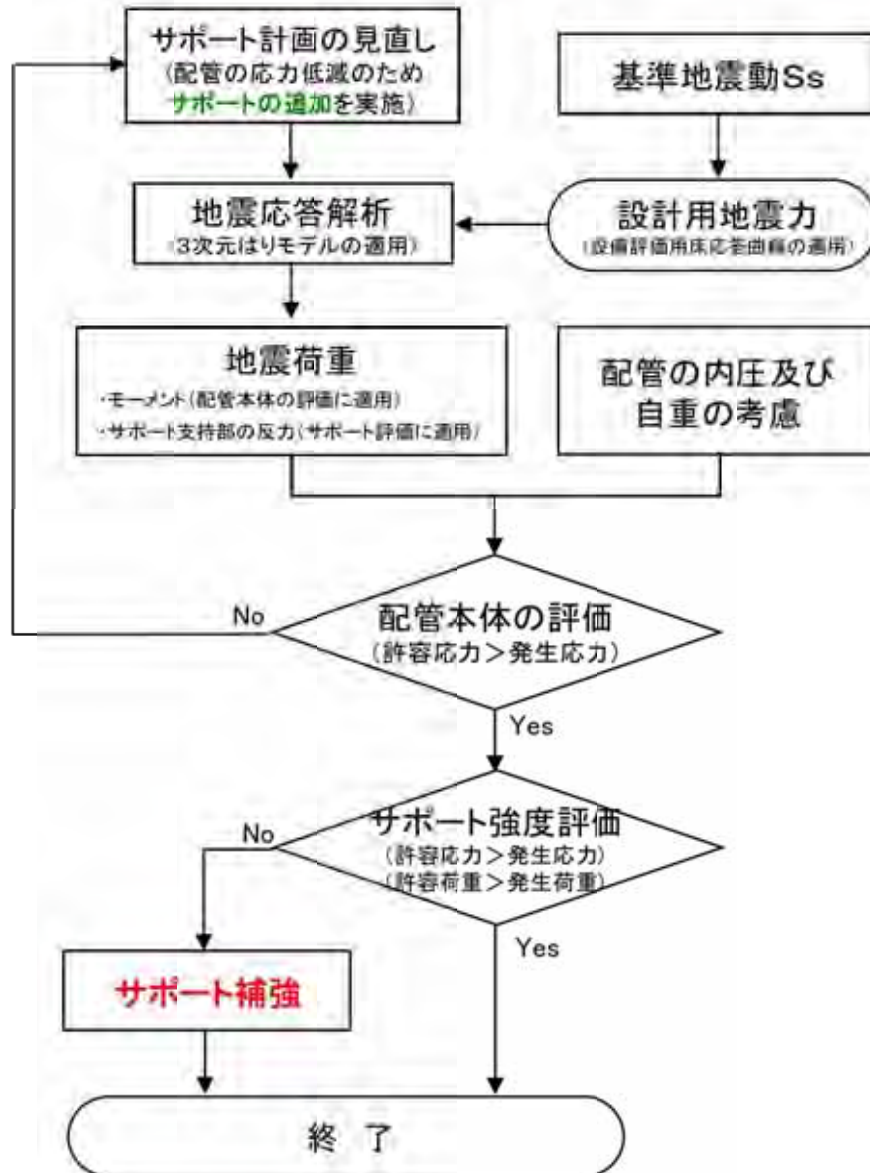 サポート計画の見直し
(配管の応力低減のため
サポートの追加を実施)
基準地震動Ss
地震応答解析
(3次元はりモデルの適用)
設計用地震力
(設備評価用床応答曲線の適用)
地震荷重
・モーメント(配管本体の評価に適用)
・サポート支持部の反力(サポート評価に適用)
配管の内圧及び
自重の考慮
No
配管本体の評価
(許容応力>発生応力)
Yes
No
サポート強度評価
(許容応力>発生応力)
(許容荷重>発生荷重)
Yes
サポート補強
終 了